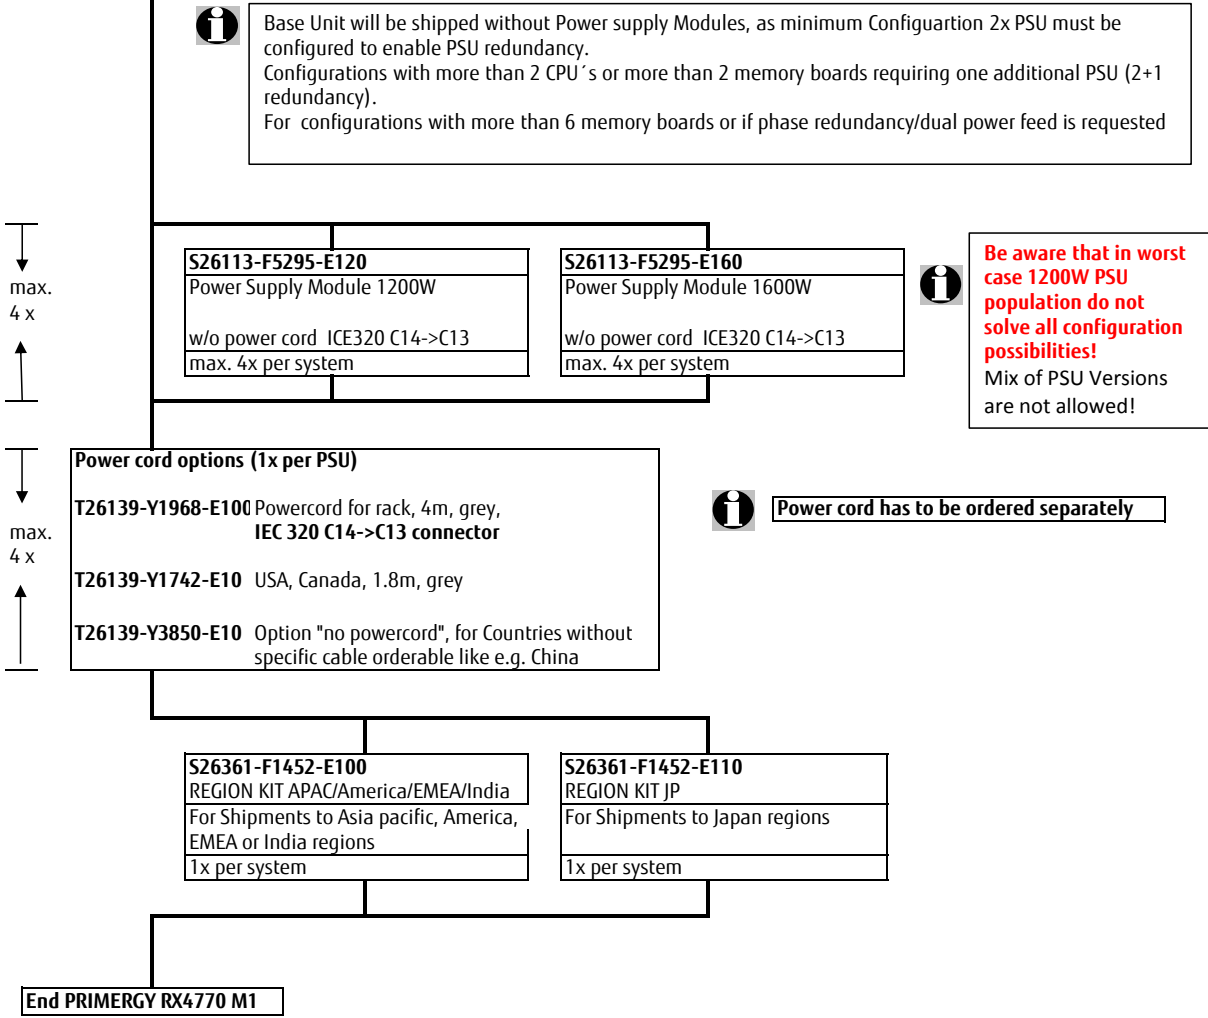 Base Unit will be shipped without Power supply Modules, as minimum Configuartion 2x PSU must be
configured to enable PSU redundancy.
Configurations with more than 2 CPU´s or more than 2 memory boards requiring one additional PSU (2+1
redundancy).
For configurations with more than 6 memory boards or if phase redundancy/dual power feed is requested
max.
4 x
S26113-F5295-E120
Power Supply Module 1200W
w/o power cord ICE320 C14->C13
max. 4x per system
S26113-F5295-E160
Power Supply Module 1600W
w/o power cord ICE320 C14->C13
max. 4x per system
Be aware that in worst
case 1200W PSU
population do not
solve all configuration
possibilities!
Mix of PSU Versions
are not allowed!
max.
4 x
Power cord options (1x per PSU)
T26139-Y1968-E100 Powercord for rack, 4m, grey,
IEC 320 C14->C13 connector
T26139-Y1742-E10 USA, Canada, 1.8m, grey
T26139-Y3850-E10 Option "no powercord", for Countries without
specific cable orderable like e.g. China
Power cord has to be ordered separately
S26361-F1452-E100
REGION KIT APAC/America/EMEA/India
For Shipments to Asia pacific, America,
EMEA or India regions
1x per system
S26361-F1452-E110
REGION KIT JP
For Shipments to Japan regions
1x per system
End PRIMERGY RX4770 M1